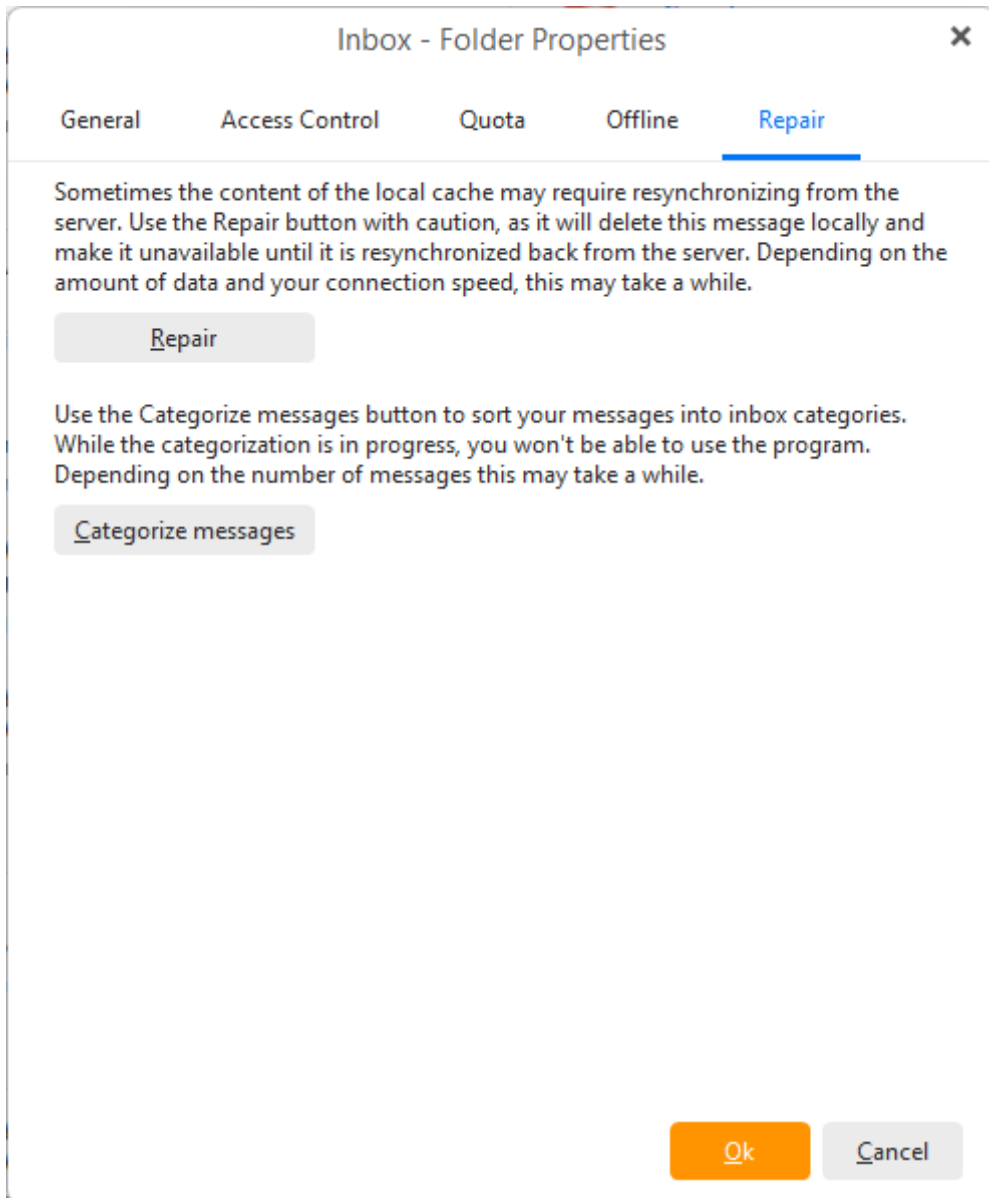 Inbox - Folder Properties
General Access Control Quota Offline Repair
Sometimes the content of the local cache may require resynchronizing from the
server. Use the Repair button with caution, as it will delete this message locally and
make it unavailable until it is resynchronized back from the server. Depending on the
amount of data and your connection speed, this may take a while.
Repair
Use the Categorize messages button to sort your messages into inbox categories.
While the categorization is in progress, you won't be able to use the program.
Depending on the number of messages this may take a while.
Categorize messages
Ok Cancel